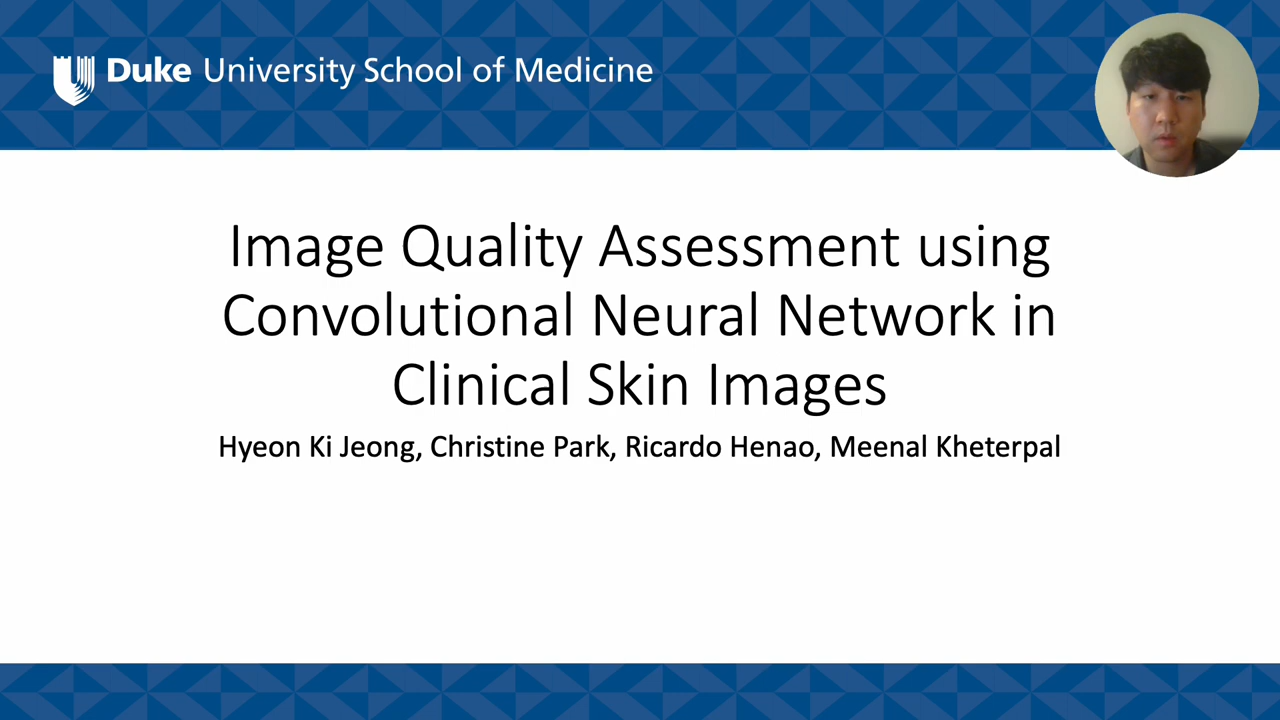 Duke University School of Medicine
Image Quality Assessment using
Convolutional Neural Network in
Clinical Skin Images
Hyeon Ki Jeong, Christine Park, Ricardo Henao, Meenal Kheterpal